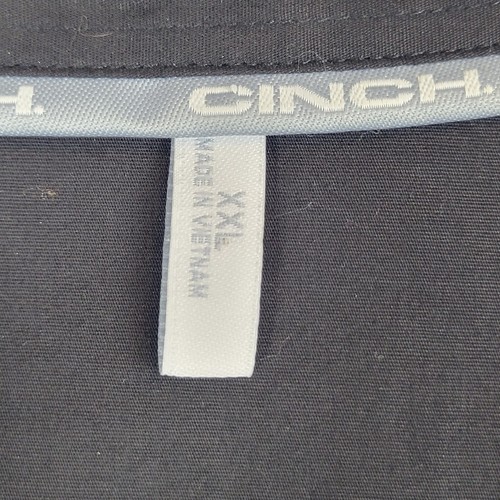 H.
CINCH.
XXL
MADE IN VIETNAM